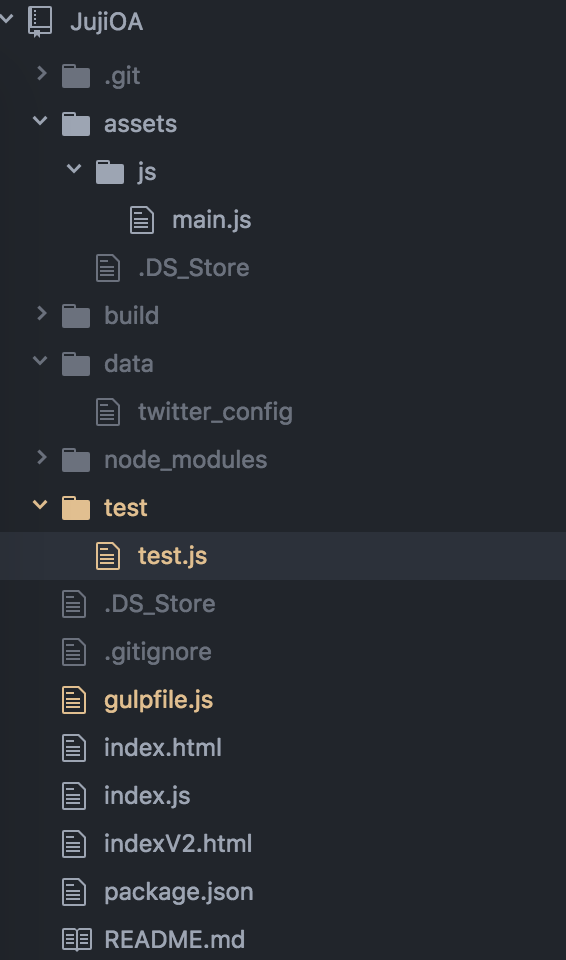 JujiOA
.git
assets
js
main.js
.DS_Store
build
data
twitter_config
node_modules
test
test.js
.DS_Store
.gitignore
gulpfile.js
index.html
index.js
indexV2.html
package.json
README.md